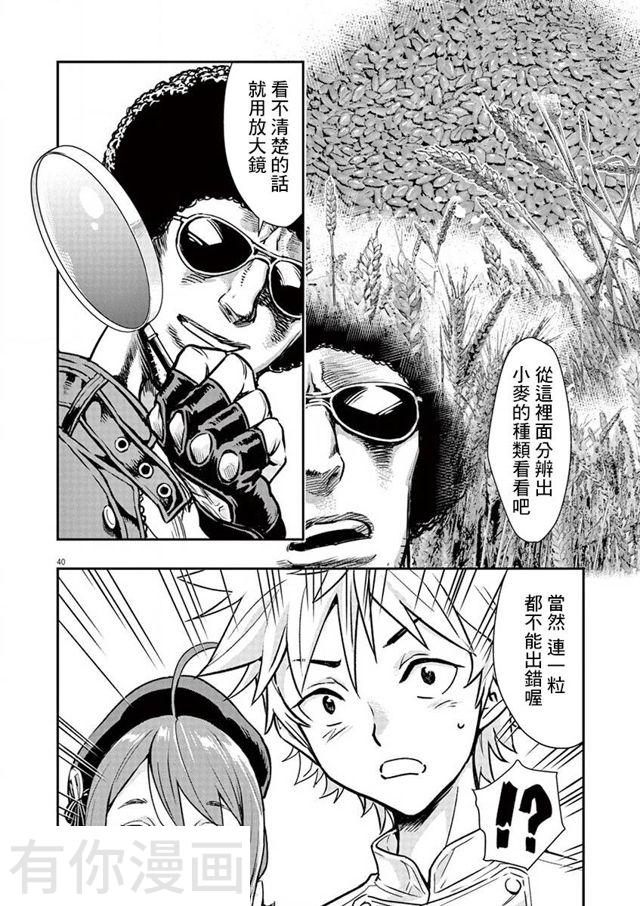 從這裡面分辨出
小麥的種類看看吧
看不清楚的話
就用放大鏡
40
當然 連一粒
都不能出錯喔
!?
有你漫画